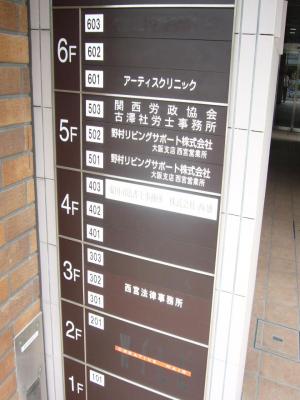 603
6F
602
601 アーティスクリニック
503 関西労政協会
古澤社労士事務所
5F
502 野村リビングサポート株式会社
大阪支店 西宮営業所
501 野村リビングサポート株式会社
大阪支店 西宮営業所
403
4F
402
401
303
3F
302 西宮法律事務所
301
201
2F
CREATIVE HAIR
101
1F